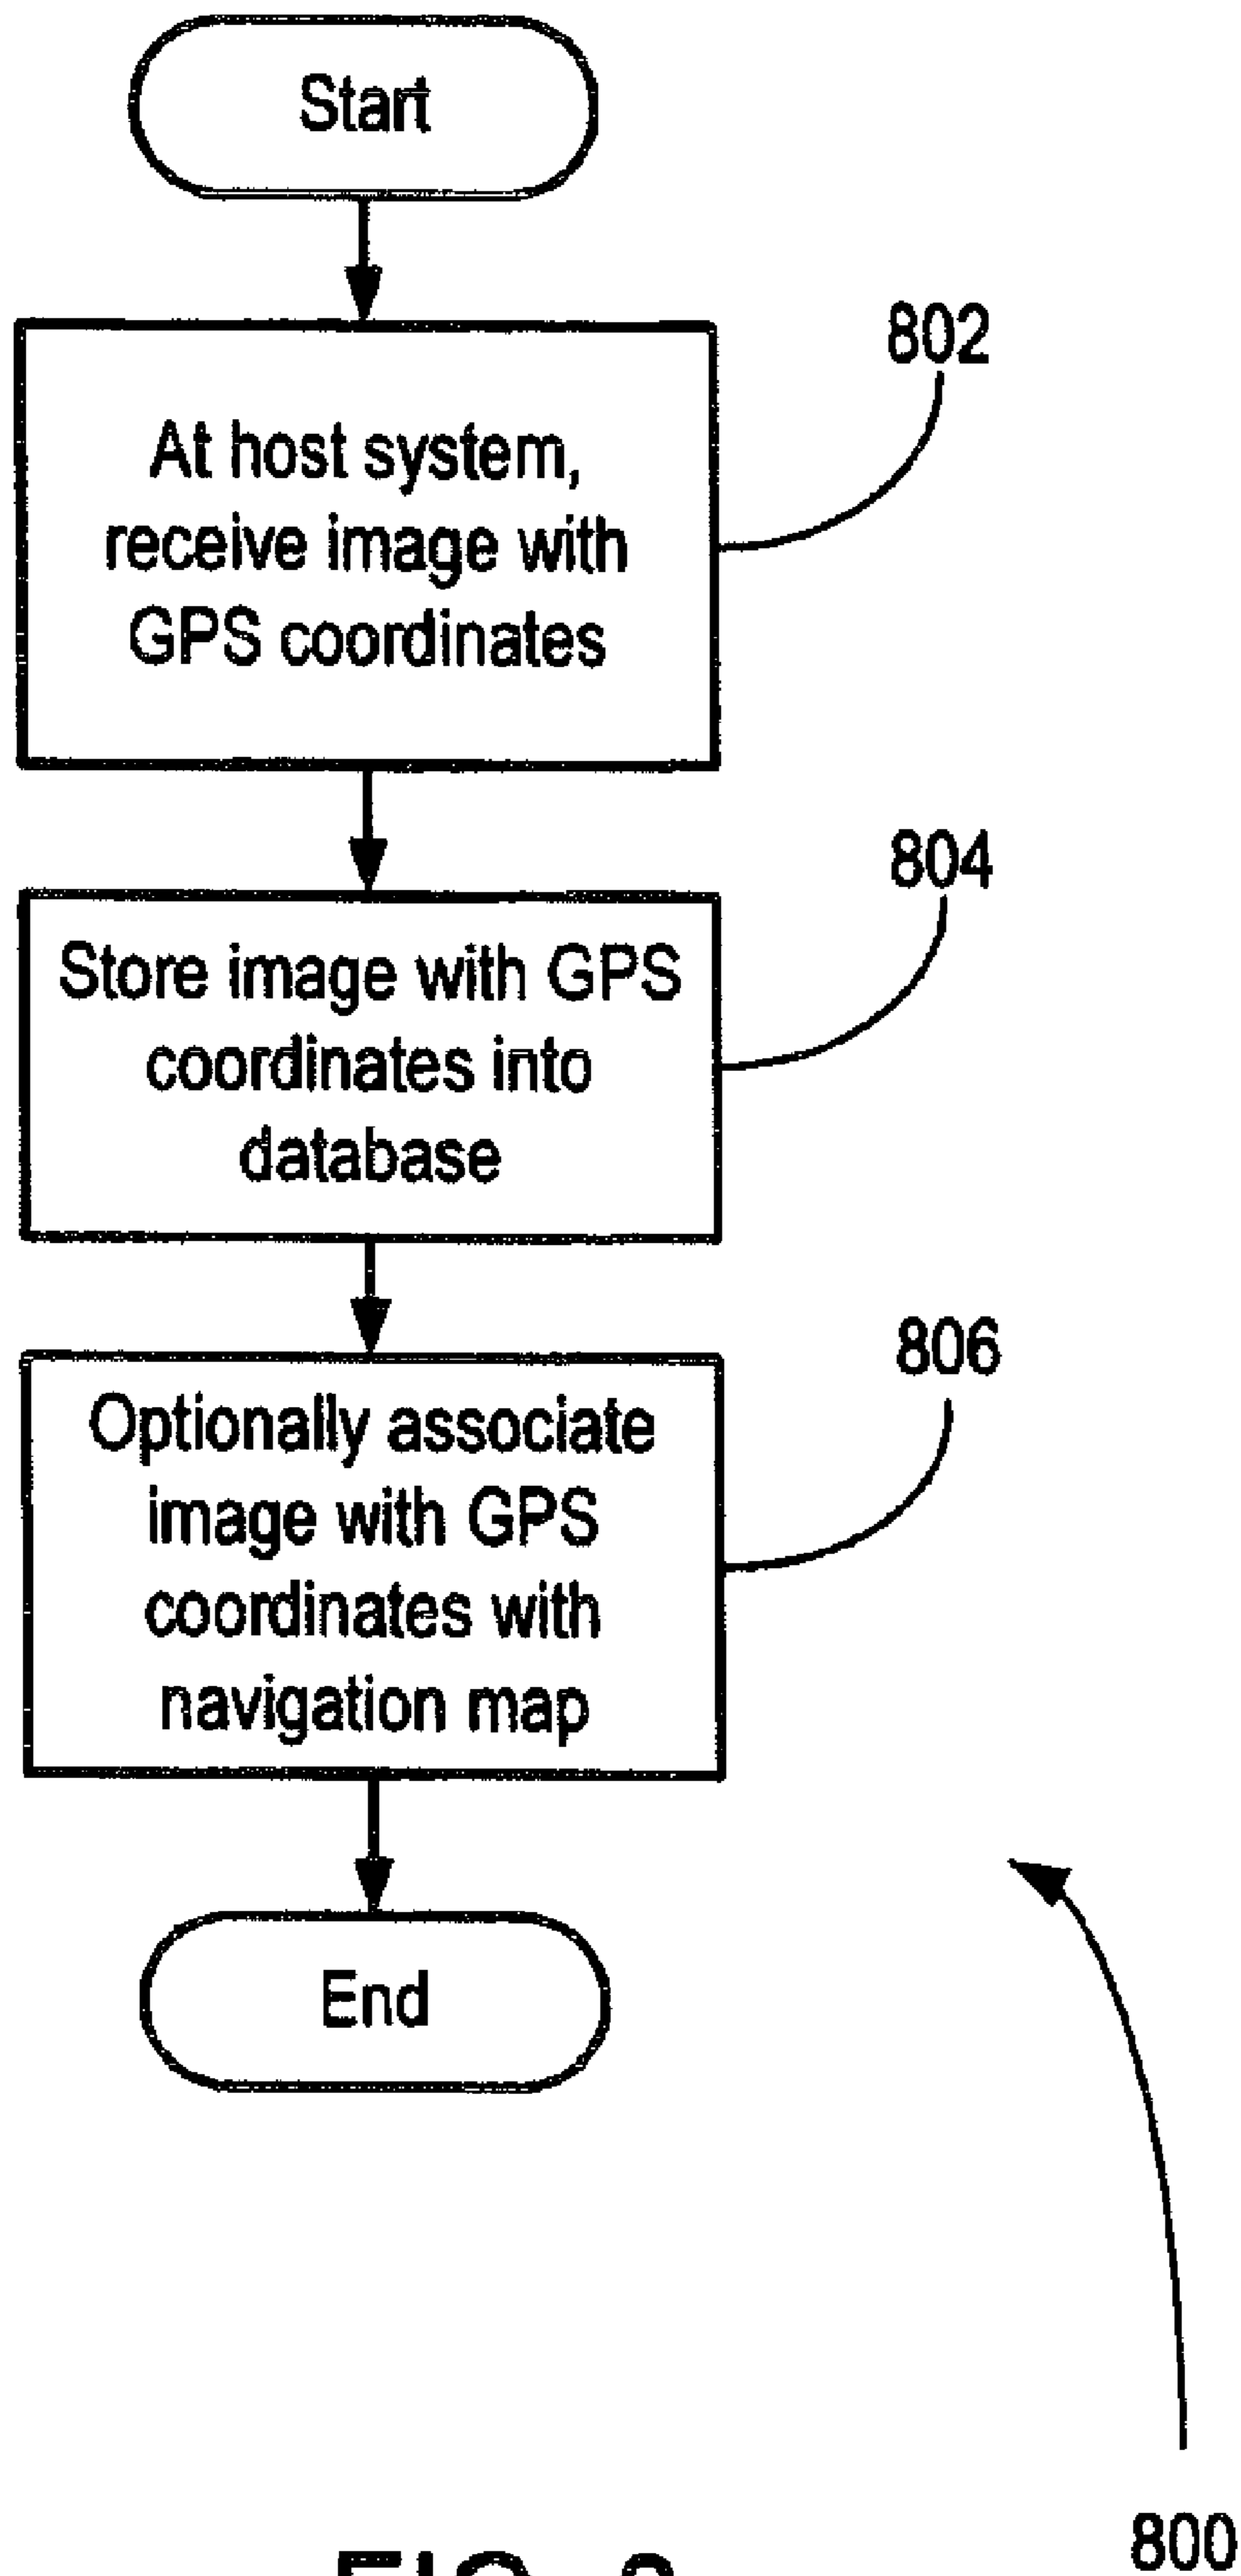 Start
802
At host system,
receive image with
GPS coordinates
804
Store image with GPS
coordinates into
database
806
Optionally associate
image with GPS
coordinates with
navigation map
End
800